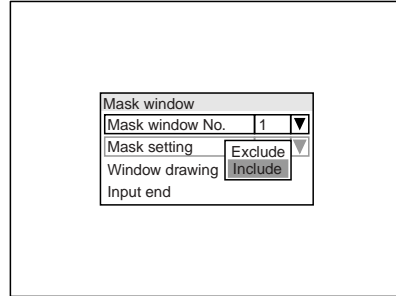 Mask window
Mask window No. 1 ▼
Mask setting ▼
Exclude
Include
Window drawing
Input end